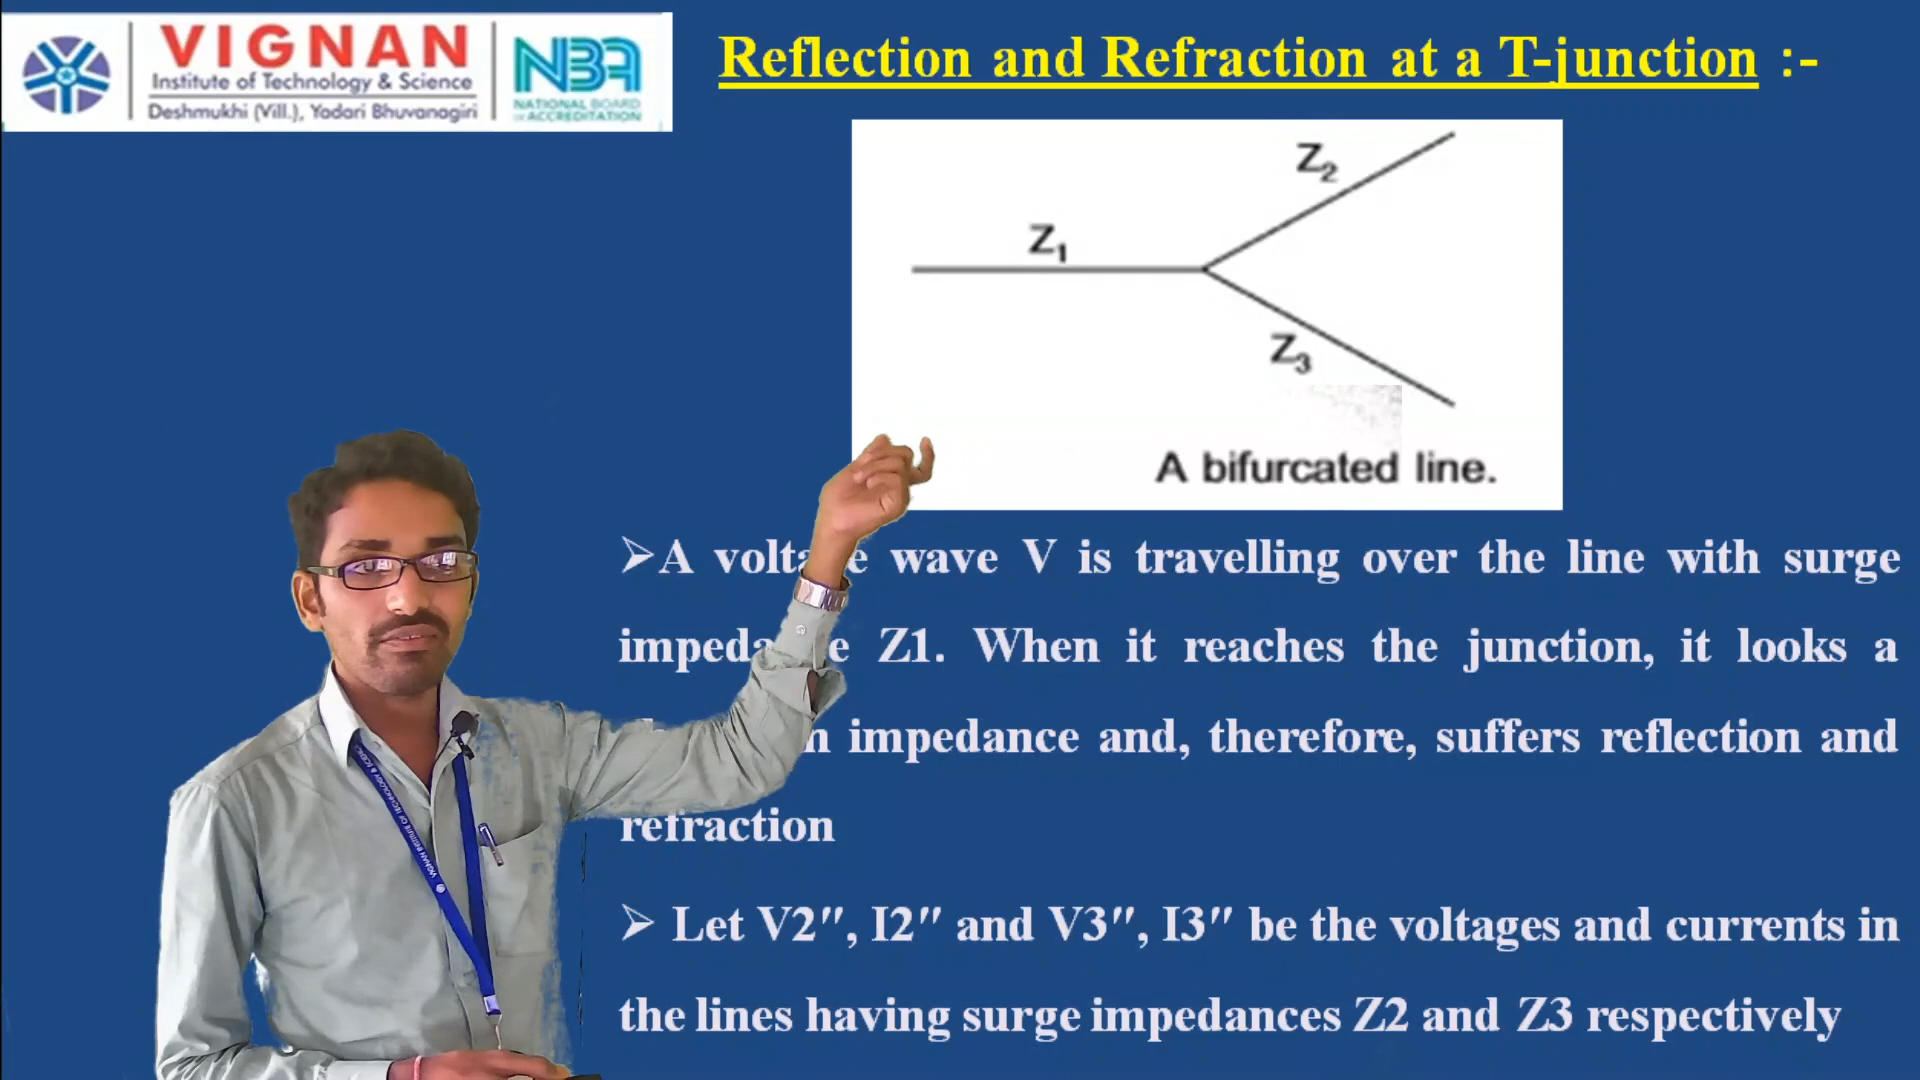 VIGNAN
Institute of Technology & Science
Deshmukhi (Vill.), Yadari Bhuvanagiri
NBA
NATIONAL BOARD
OF ACCREDITATION
Reflection and Refraction at a T-junction :-
Z1
Z2
Z3
A bifurcated line.
➢A wave V is travelling over the line with surge
Z1. When it reaches the junction, it looks a
impedance and, therefore, suffers reflection and
refraction
➢ Let V2″, I2″ and V3″, I3″ be the voltages and currents in
the lines having surge impedances Z2 and Z3 respectively